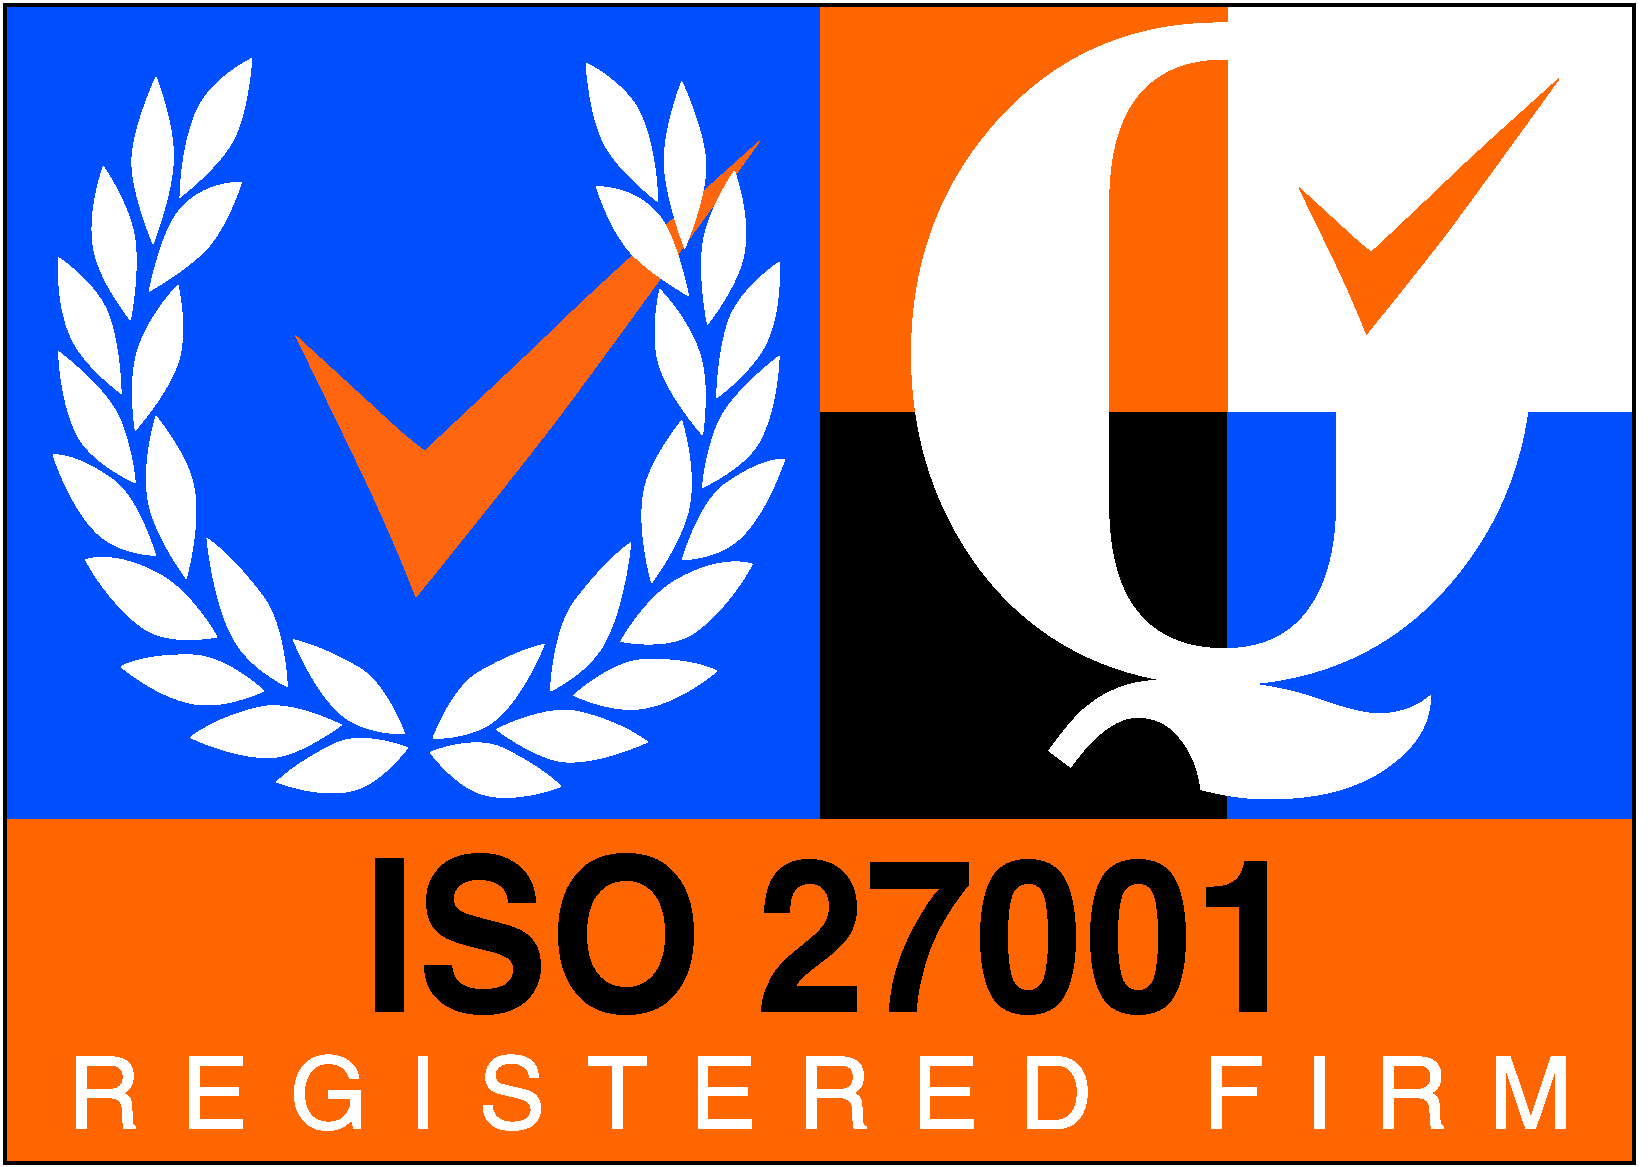 Q
ISO 27001
REGISTERED FIRM